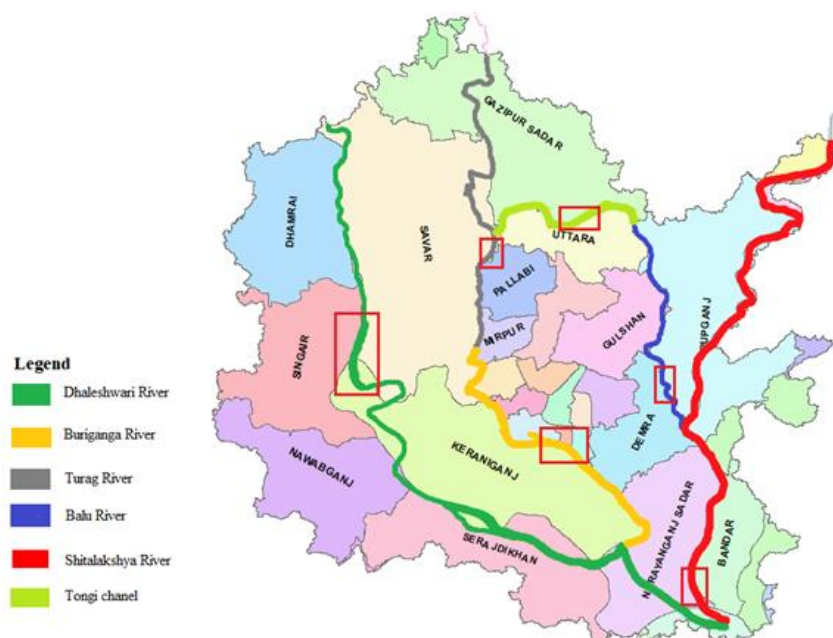 GAZIPUR SADAR
DHAMRAI
SAVAR
UTTARA
PALLABI
MIRPUR
GULSHAN
UPGANJ
SINGAIR
DEMRA
KERANIGANJ
NAWABGANJ
SERAJDIKHAN
NARAYANGANJ SADAR
BANDAR
Legend
Dhaleshwari River
Buriganga River
Turag River
Balu River
Shitalakshya River
Tongi chanel